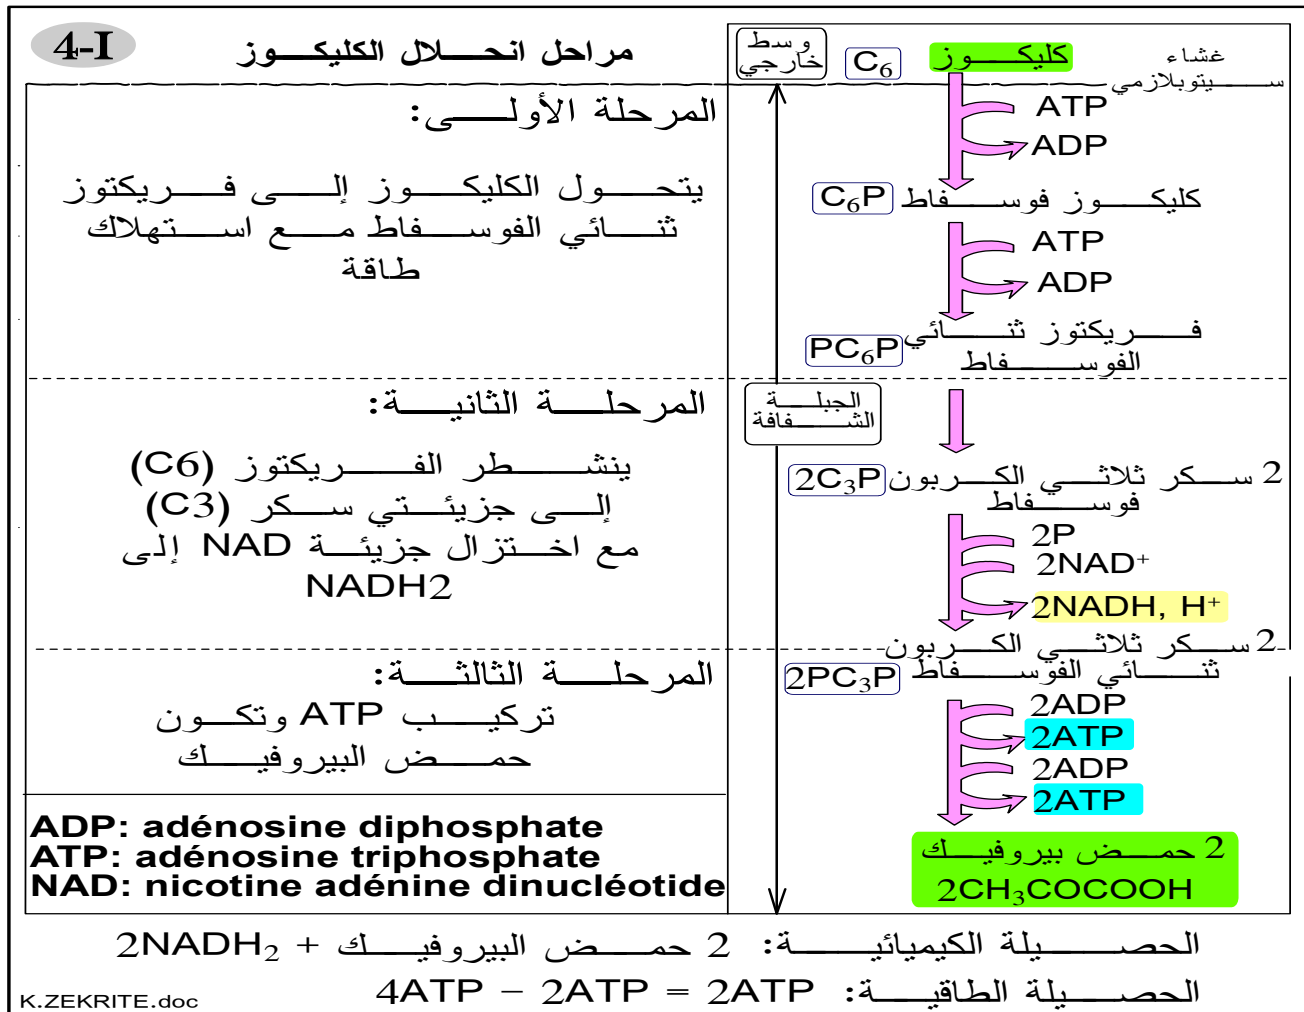 4-I
مراحل انحلال الكليكوز
وسط
خارجي
C₆
كليكوز
غشاء
سيتوبلازمي
المرحلة الأولى:
يتحول الكليكوز إلى فريكتوز
ثنائي الفوسفاط مع استهلاك
طاقة
ATP
ADP
كليكوز فوسفاط C₆P
ATP
ADP
فريكتوز ثنائي PC₆P
الفوسفاط
المرحلة الثانية:
ينشطر الفريكتوز (C6)
إلى جزيئتي سكر (C3)
مع اختزال جزيئة NAD إلى
NADH2
الجبلة
الشفافة
2 سكر ثلاثي الكربون 2C₃P
فوسفاط
2P
2NAD⁺
2NADH, H⁺
2 سكر ثلاثي الكربون
ثنائي الفوسفاط 2PC₃P
المرحلة الثالثة:
تركيب ATP وتكون
حمض البيروفيك
2ADP
2ATP
2ADP
2ATP
2 حمض بيروفيك
2CH₃COCOOH
ADP: adénosine diphosphate
ATP: adénosine triphosphate
NAD: nicotine adénine dinucléotide
الحصيلة الكيميائية: 2 حمض البيروفيك + 2NADH₂
الحصيلة الطاقية: 4ATP – 2ATP = 2ATP
K.ZEKRITE.doc